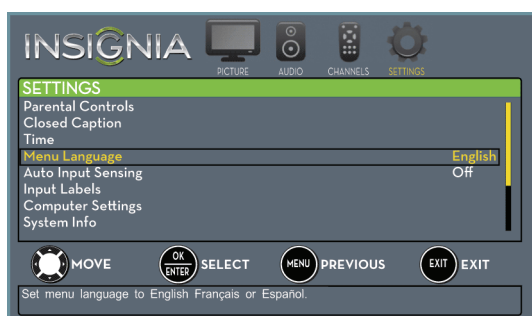 INSIGNIA
PICTURE AUDIO CHANNELS SETTINGS
SETTINGS
Parental Controls
Closed Caption
Time
Menu Language English
Auto Input Sensing Off
Input Labels
Computer Settings
System Info
MOVE OK ENTER SELECT MENU PREVIOUS EXIT EXIT
Set menu language to English Français or Español.